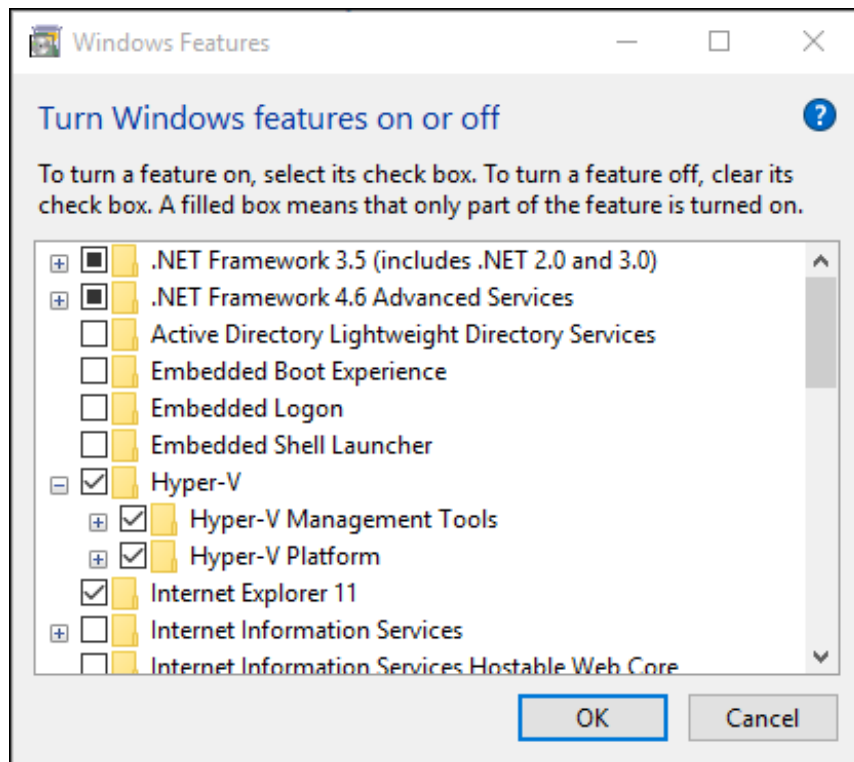 Windows Features
Turn Windows features on or off
To turn a feature on, select its check box. To turn a feature off, clear its
check box. A filled box means that only part of the feature is turned on.
.NET Framework 3.5 (includes .NET 2.0 and 3.0)
.NET Framework 4.6 Advanced Services
Active Directory Lightweight Directory Services
Embedded Boot Experience
Embedded Logon
Embedded Shell Launcher
Hyper-V
Hyper-V Management Tools
Hyper-V Platform
Internet Explorer 11
Internet Information Services
Internet Information Services Hostable Web Core
OK Cancel